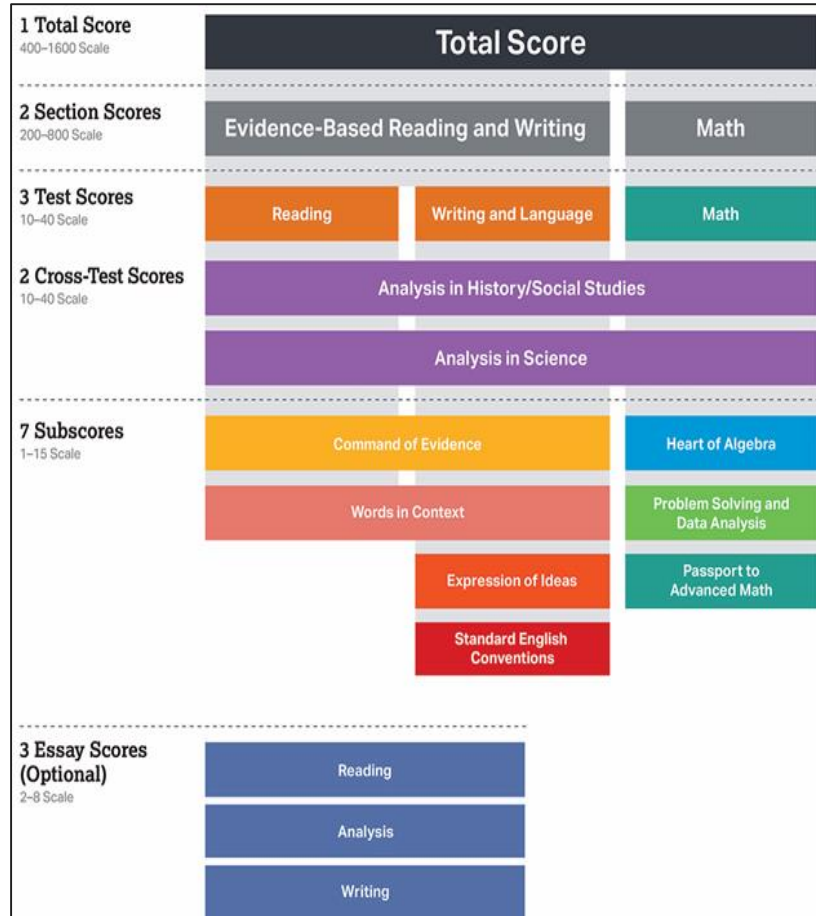 1 Total Score
400–1600 Scale
Total Score
2 Section Scores
200–800 Scale
Evidence-Based Reading and Writing
Math
3 Test Scores
10–40 Scale
Reading
Writing and Language
Math
2 Cross-Test Scores
10–40 Scale
Analysis in History/Social Studies
Analysis in Science
7 Subscores
1–15 Scale
Command of Evidence
Heart of Algebra
Words in Context
Problem Solving and
Data Analysis
Expression of Ideas
Passport to
Advanced Math
Standard English
Conventions
3 Essay Scores
(Optional)
2–8 Scale
Reading
Analysis
Writing